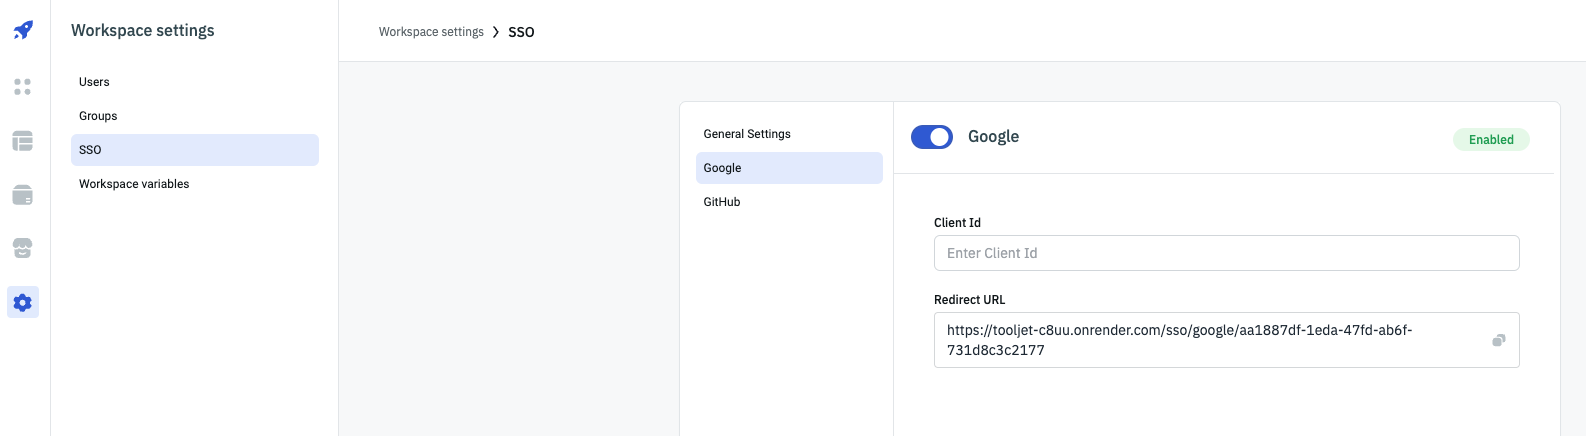 Workspace settings
Users
Groups
SSO
Workspace variables
Workspace settings > SSO
General Settings
Google
GitHub
Google
Enabled
Client Id
Enter Client Id
Redirect URL
https://tooljet-c8uu.onrender.com/sso/google/aa1887df-1eda-47fd-ab6f-
731d8c3c2177